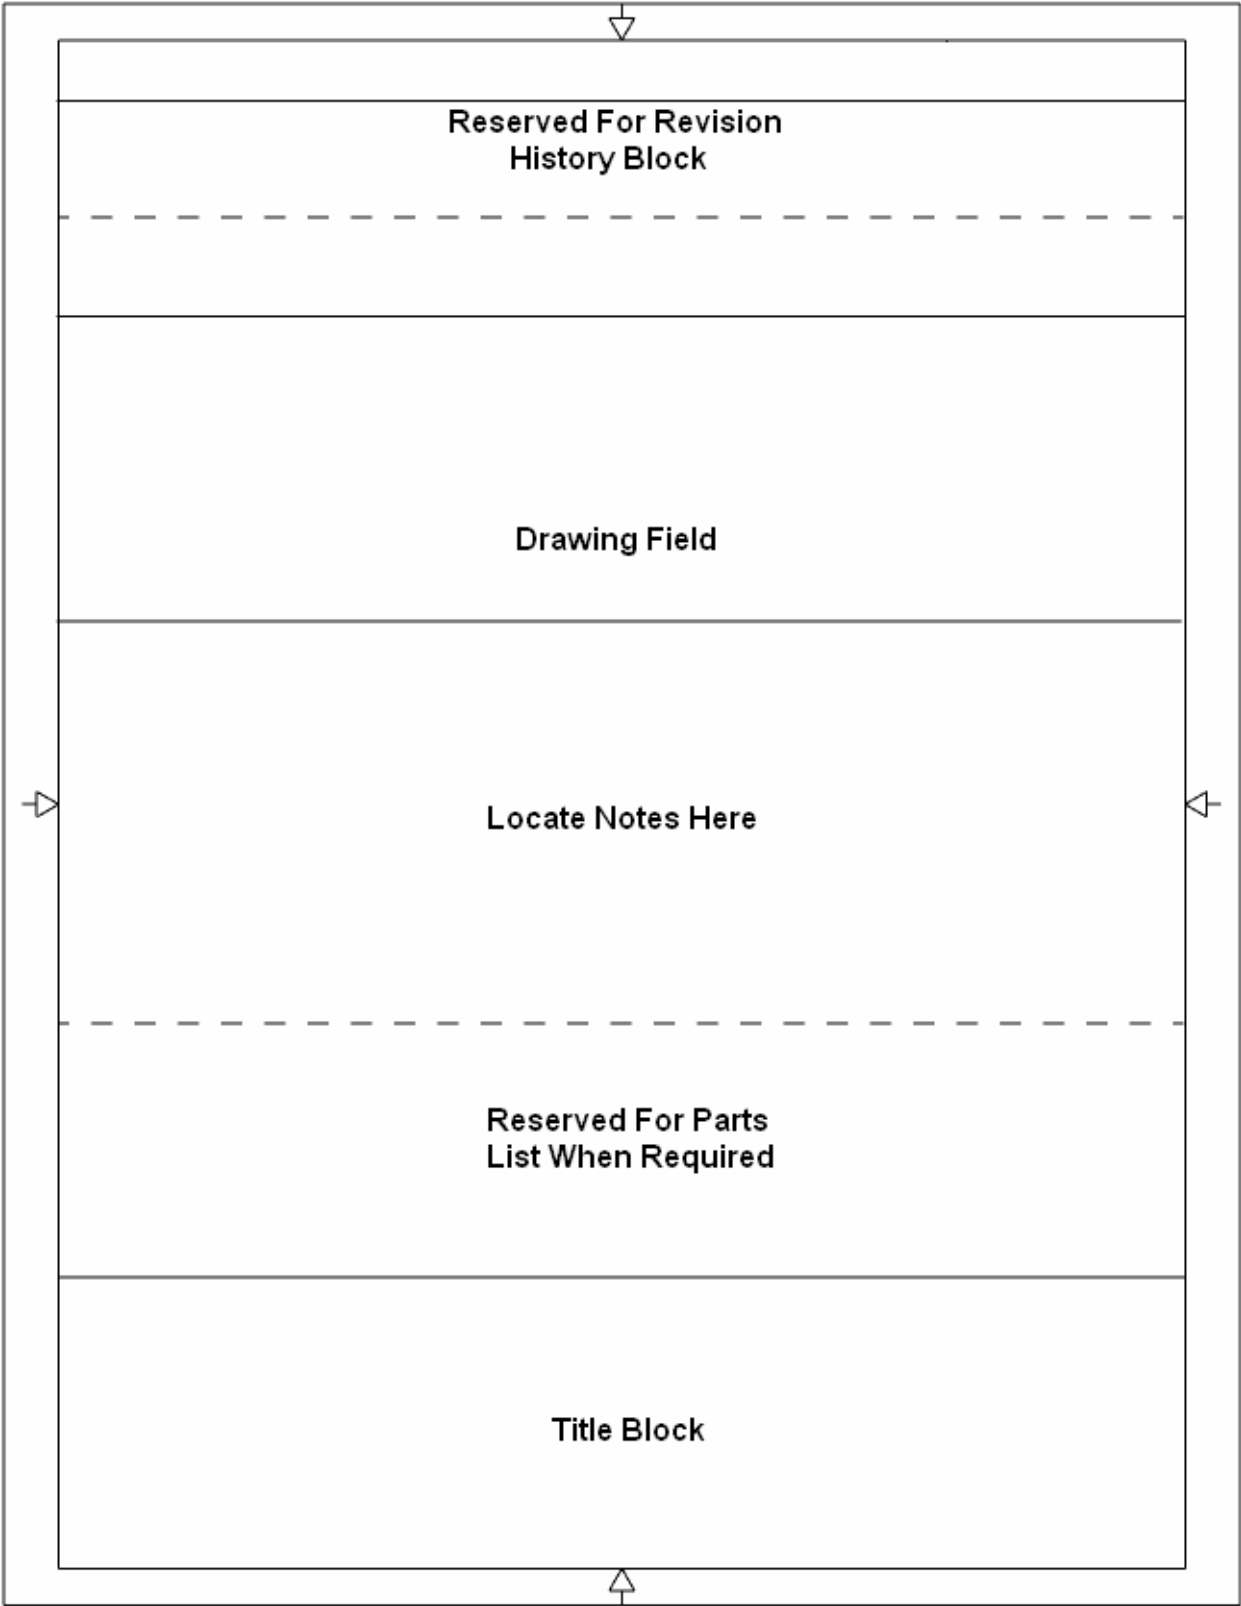 Reserved For Revision
History Block
Drawing Field
Locate Notes Here
Reserved For Parts
List When Required
Title Block